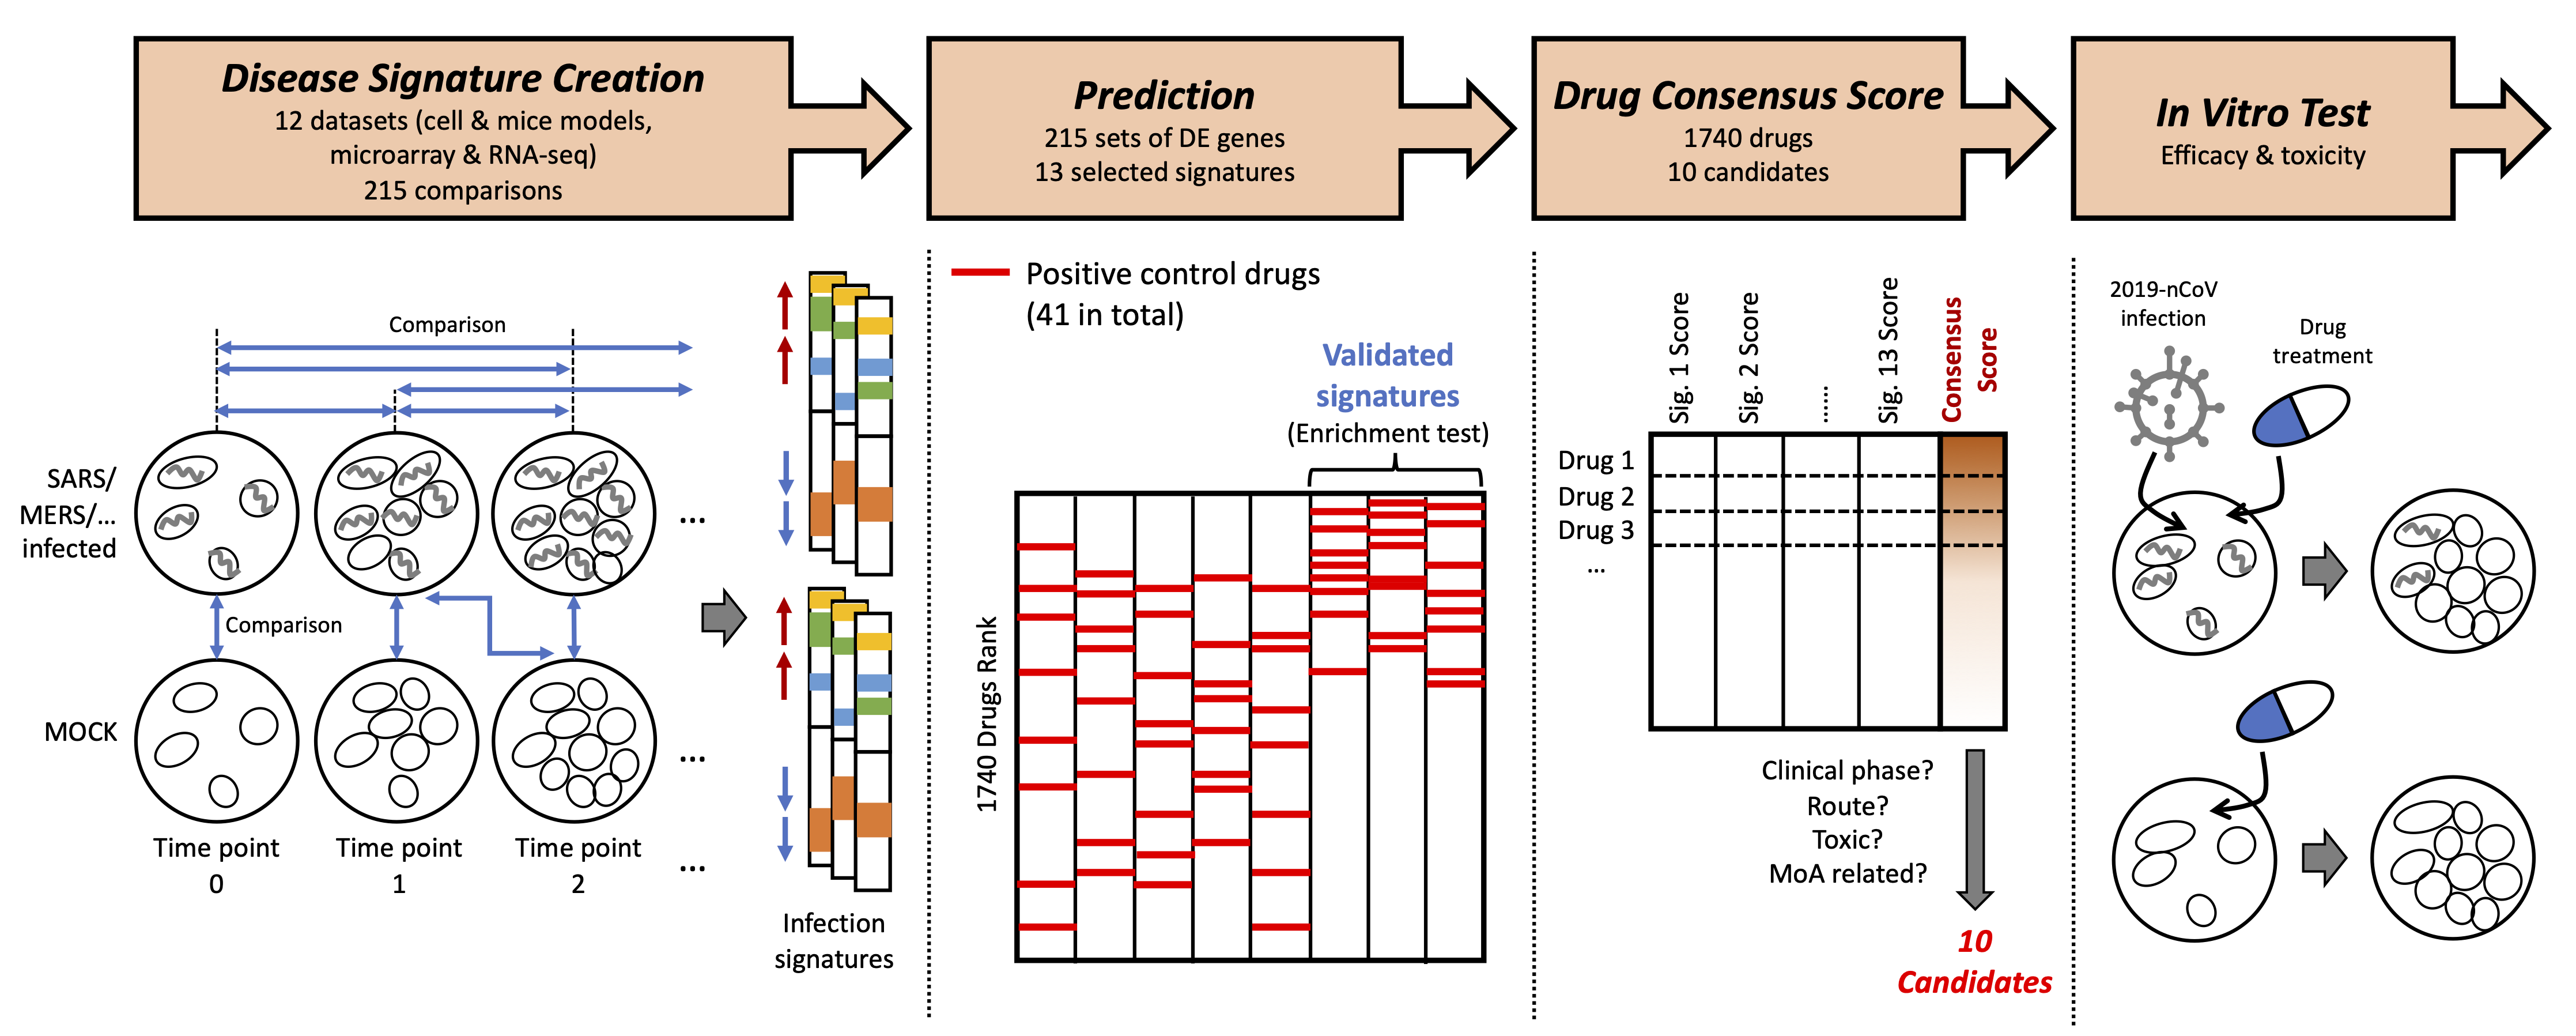 Disease Signature Creation
12 datasets (cell & mice models,
microarray & RNA-seq)
215 comparisons
Prediction
215 sets of DE genes
13 selected signatures
Drug Consensus Score
1740 drugs
10 candidates
In Vitro Test
Efficacy & toxicity
Comparison
SARS/
MERS/...
infected
...
Comparison
MOCK
...
Time point
0
Time point
1
Time point
2
...
Infection
signatures
Positive control drugs
(41 in total)
Validated
signatures
(Enrichment test)
1740 Drugs Rank
Sig. 1 Score
Sig. 2 Score
......
Sig. 13 Score
Consensus
Score
Drug 1
Drug 2
Drug 3
...
Clinical phase?
Route?
Toxic?
MoA related?
10
Candidates
2019-nCoV
infection
Drug
treatment